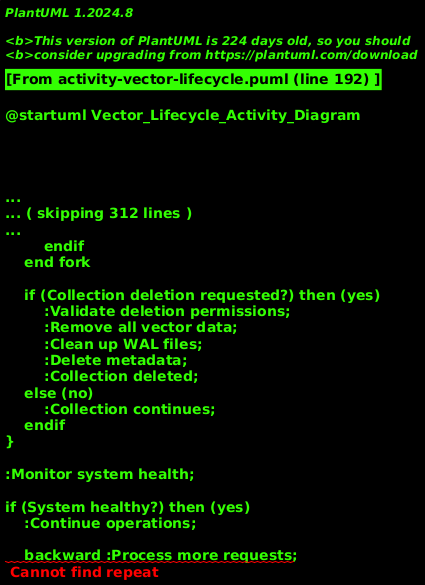 PlantUML 1.2024.8
<b>This version of PlantUML is 224 days old, so you should
<b>consider upgrading from https://plantuml.com/download
[From activity-vector-lifecycle.puml (line 192) ]
@startuml Vector_Lifecycle_Activity_Diagram
...
... ( skipping 312 lines )
...
endif
end fork
if (Collection deletion requested?) then (yes)
:Validate deletion permissions;
:Remove all vector data;
:Clean up WAL files;
:Delete metadata;
:Collection deleted;
else (no)
:Collection continues;
endif
}
:Monitor system health;
if (System healthy?) then (yes)
:Continue operations;
backward :Process more requests;
Cannot find repeat